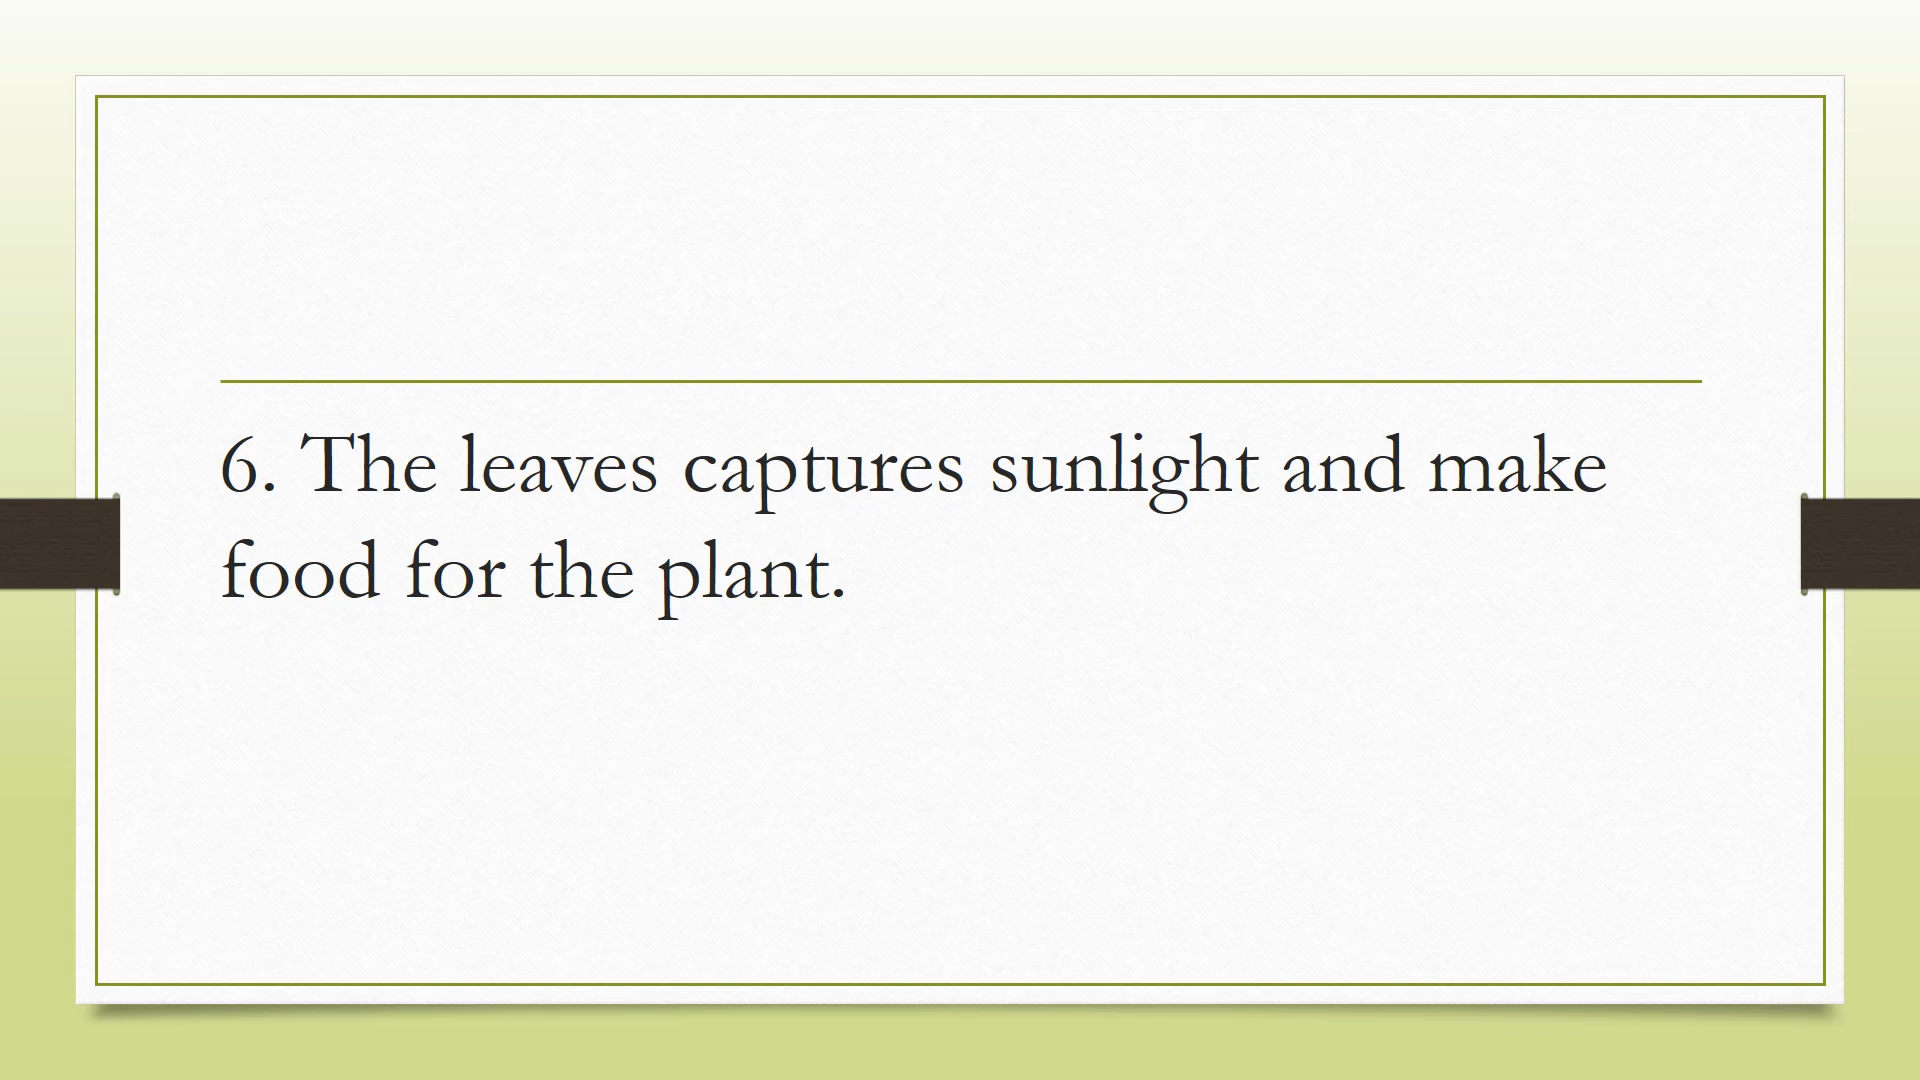 6. The leaves captures sunlight and make
food for the plant.